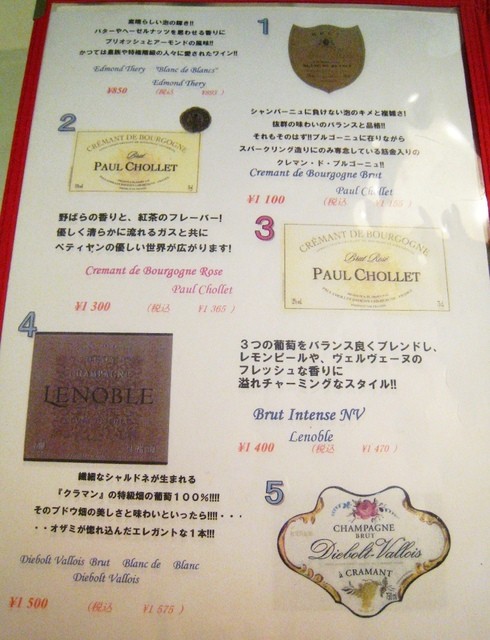 素晴らしい泡の輝き!!
バターやヘーゼルナッツを思わせる香りに
ブリオッシュとアーモンドの風味!!
かつては貴族や特権階級の人々に愛されたワイン!!
Edmond Thery "Blanc de Blancs"
Edmond Thery
¥850 (税込 )
1
シャンパーニュに負けない泡のキメと複雑さ!
抜群の味わいのバランスと品格!!
それもそのはず!!ブルゴーニュに在りながら
スパークリング造りにのみ専念している筋金入りの
クレマン・ド・ブルゴーニュ!!
Cremant de Bourgogne Brut
Paul Chollet
¥1 100 (税込 ¥1 155 )
2
CRÉMANT DE BOURGOGNE
Brut
PAUL CHOLLET
野ばらの香りと、紅茶のフレーバー!
優しく清らかに流れるガスと共に
ペティヤンの優しい世界が広がります!
Cremant de Bourgogne Rose
Paul Chollet
¥1 300 (税込 ¥1 365 )
3
CRÉMANT DE BOURGOGNE
Brut Rosé
PAUL CHOLLET
4
CHAMPAGNE
LENOBLE
3つの葡萄をバランス良くブレンドし、
レモンピールや、ヴェルヴェーヌの
フレッシュな香りに
溢れチャーミングなスタイル!!
Brut Intense NV
Lenoble
¥1 400 (税込 ¥1 470 )
繊細なシャルドネが生まれる
『クラマン』の特級畑の葡萄100%!!!!
そのブドウ畑の美しさと味わいといったら!!!!・・・
・・オザミが惚れ込んだエレガントな1本!!!
Diebolt Vallois Brut Blanc de Blanc
Diebolt Vallois
¥1 500 (税込 ¥1 575 )
5
CHAMPAGNE
BRUT
Diebolt-Vallois
À CRAMANT